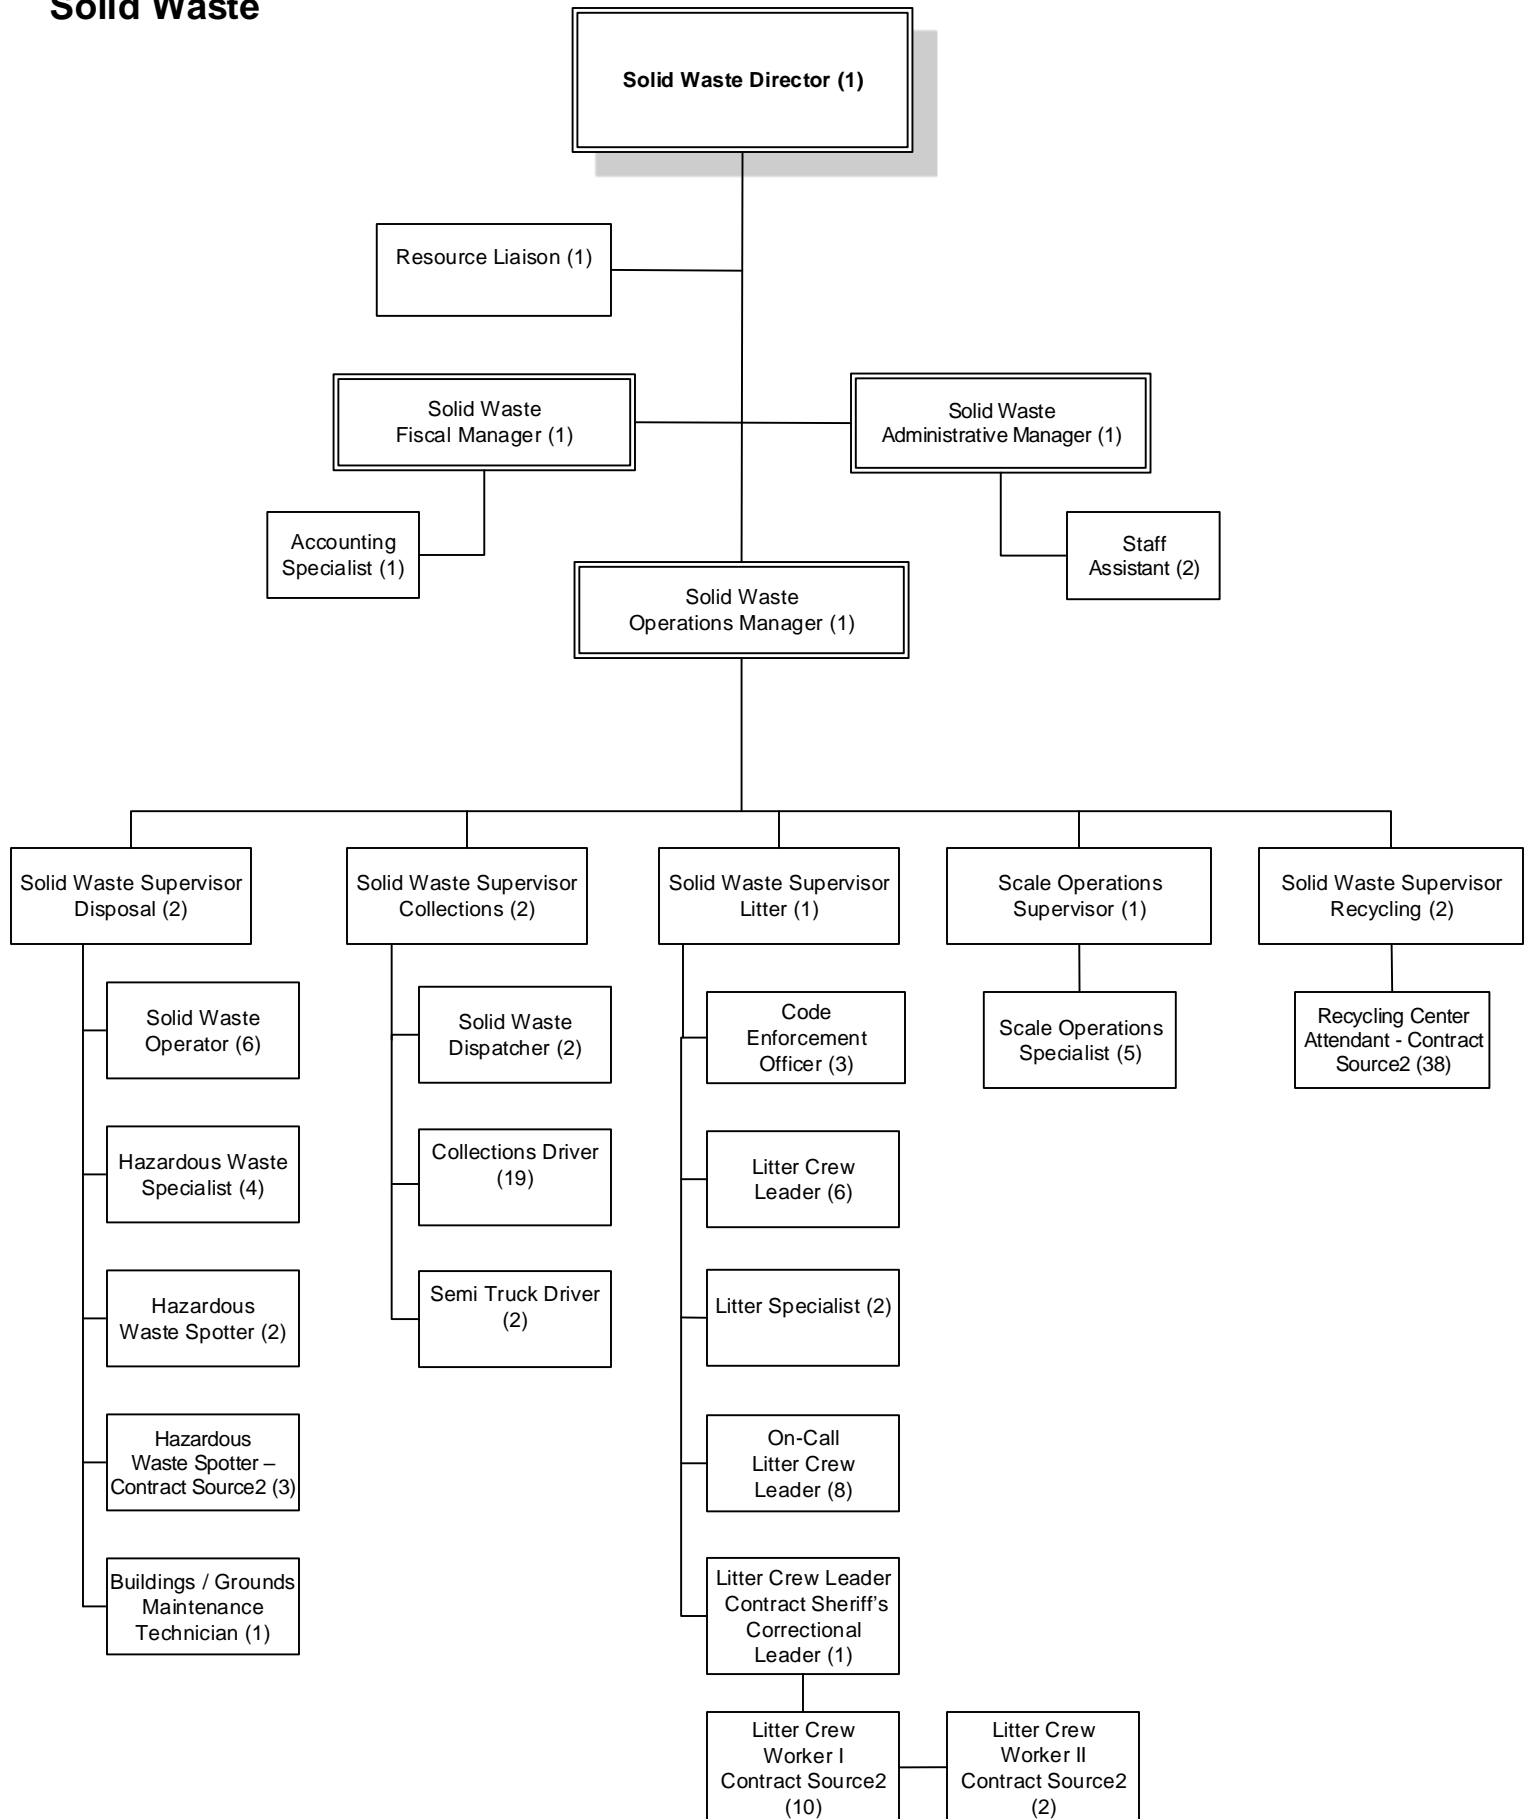 Solid Waste
Solid Waste Director (1)
Resource Liaison (1)
Solid Waste
Fiscal Manager (1)
Solid Waste
Administrative Manager (1)
Accounting
Specialist (1)
Staff
Assistant (2)
Solid Waste
Operations Manager (1)
Solid Waste Supervisor
Disposal (2)
Solid Waste Supervisor
Collections (2)
Solid Waste Supervisor
Litter (1)
Scale Operations
Supervisor (1)
Solid Waste Supervisor
Recycling (2)
Solid Waste
Operator (6)
Hazardous Waste
Specialist (4)
Hazardous
Waste Spotter (2)
Hazardous
Waste Spotter –
Contract Source2 (3)
Buildings / Grounds
Maintenance
Technician (1)
Solid Waste
Dispatcher (2)
Collections Driver
(19)
Semi Truck Driver
(2)
Code
Enforcement
Officer (3)
Litter Crew
Leader (6)
Litter Specialist (2)
On-Call
Litter Crew
Leader (8)
Litter Crew Leader
Contract Sheriff's
Correctional
Leader (1)
Litter Crew
Worker I
Contract Source2
(10)
Litter Crew
Worker II
Contract Source2
(2)
Scale Operations
Specialist (5)
Recycling Center
Attendant - Contract
Source2 (38)